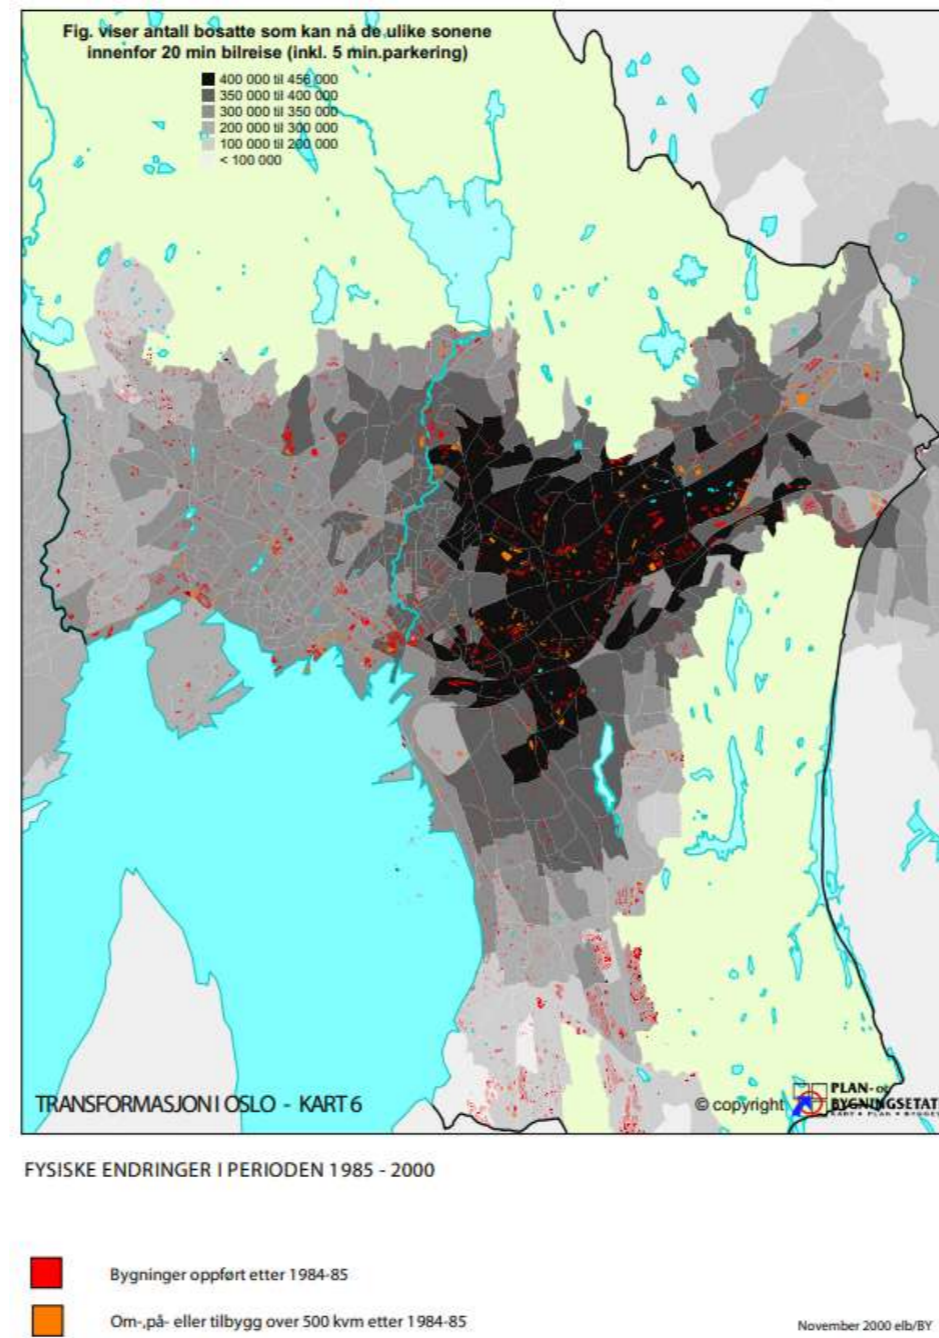 Fig. viser antall bosatte som kan nå de ulike sonene
innenfor 20 min bilreise (inkl. 5 min.parkering)
400 000 til 456 000
350 000 til 400 000
300 000 til 350 000
200 000 til 300 000
100 000 til 200 000
< 100 000
TRANSFORMASJON I OSLO - KART 6
© copyright
PLAN- og
BYGNINGSETAT
KART • PLAN • BYGGE
FYSISKE ENDRINGER I PERIODEN 1985 - 2000
Bygninger oppført etter 1984-85
Om-,på- eller tilbygg over 500 kvm etter 1984-85
November 2000 elb/BY